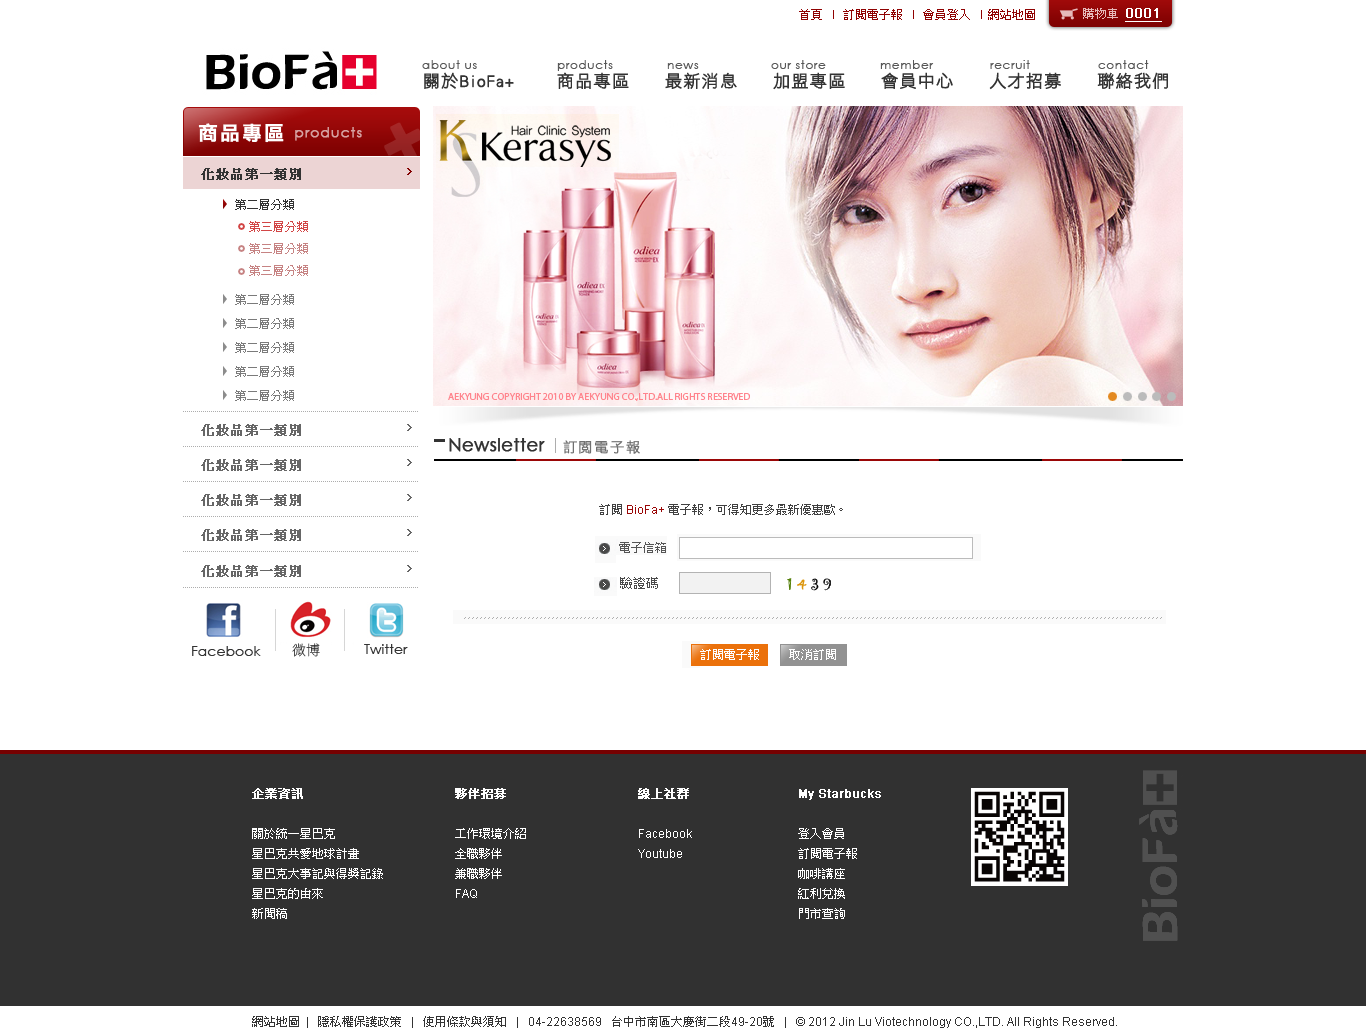 首頁 | 訂閱電子報 | 會員登入 | 網站地圖 購物車 0001
BioFà+
about us products news our store member recruit contact
關於BioFa+ 商品專區 最新消息 加盟專區 會員中心 人才招募 聯絡我們
商品專區 products
化妝品第一類別
第二層分類
第三層分類
第三層分類
第三層分類
第二層分類
第二層分類
第二層分類
第二層分類
第二層分類
化妝品第一類別
化妝品第一類別
化妝品第一類別
化妝品第一類別
化妝品第一類別
Facebook 微博 Twitter
Hair Clinic System
KS Kerasys
odiea EX
odiea
odiea EX
odiea EX
odiea
AEKYUNG COPYRIGHT 2010 BY AEKYUNG CO.,LTD.ALL RIGHTS RESERVED
Newsletter | 訂閱電子報
訂閱 BioFa+ 電子報，可得知更多最新優惠歐。
電子信箱
驗證碼 1439
訂閱電子報 取消訂閱
企業資訊 夥伴招募 線上社群 My Starbucks
關於統一星巴克 工作環境介紹 Facebook 登入會員
星巴克共愛地球計畫 全職夥伴 Youtube 訂閱電子報
星巴克大事記與得獎記錄 兼職夥伴 咖啡講座
星巴克的由來 FAQ 紅利兌換
新聞稿 門市查詢
BioFà+
網站地圖 | 隱私權保護政策 | 使用條款與須知 | 04-22638569 台中市南區大慶街二段49-20號 | © 2012 Jin Lu Viotechnology CO.,LTD. All Rights Reserved.